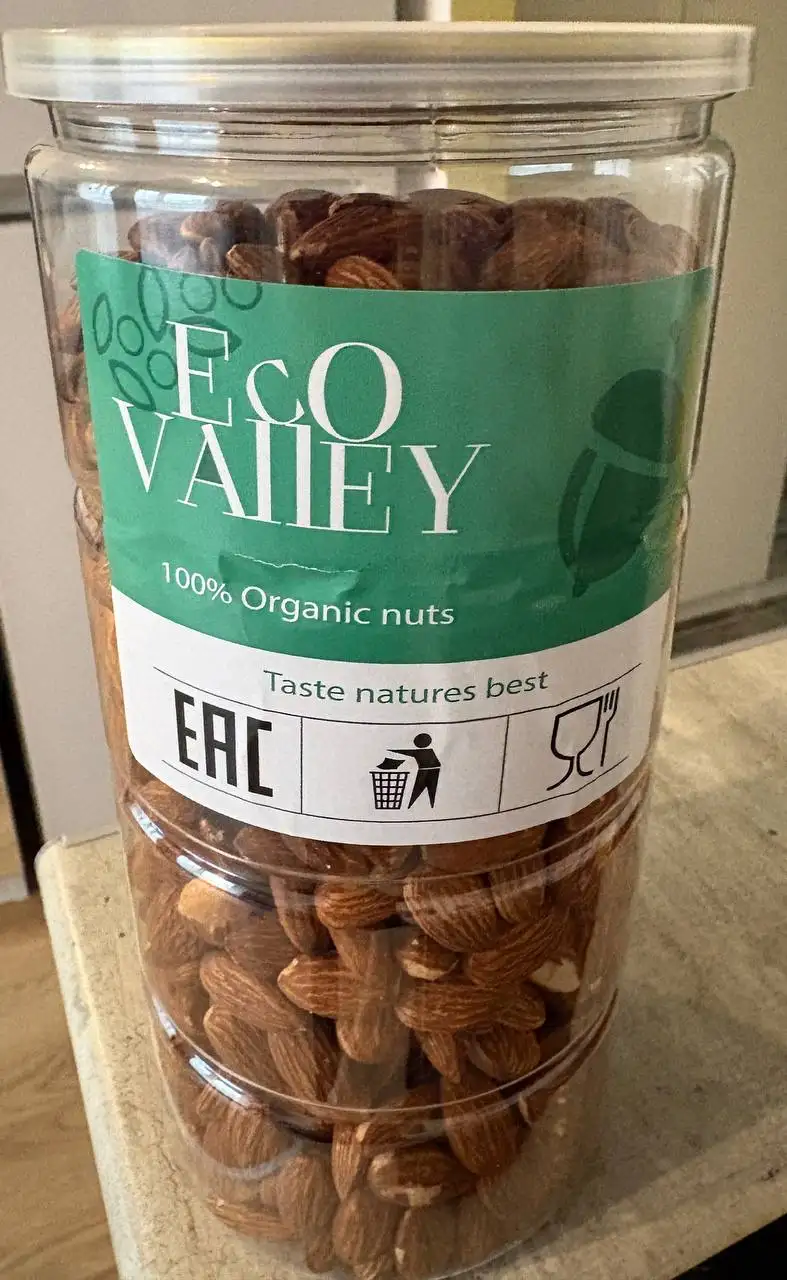 EcO
VAllEY
100% Organic nuts
Taste natures best
EAC